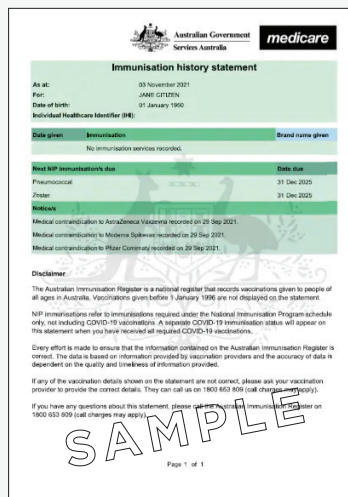 Australian Government
Services Australia
medicare
Immunisation history statement
As at: 03 November 2021
For: JANE CITIZEN
Date of birth: 01 January 1960
Individual Healthcare Identifier (IHI):
Date given Immunisation Brand name given
No immunisation services recorded.
Next NIP immunisation/s due Date due
Pneumococcal 31 Dec 2025
Zoster 31 Dec 2025
Notice/s
Medical contraindication to AstraZeneca Vaxzevria recorded on 29 Sep 2021.
Medical contraindication to Moderna Spikevax recorded on 29 Sep 2021.
Medical contraindication to Pfizer Comirnaty recorded on 29 Sep 2021.
Disclaimer
The Australian Immunisation Register is a national register that records vaccinations given to people of
all ages in Australia. Vaccinations given before 1 January 1996 are not displayed on the statement.
NIP immunisations refer to immunisations required under the National Immunisation Program schedule
only, not including COVID-19 vaccinations. A separate COVID-19 immunisation status will appear on
this statement when you have received all required COVID-19 vaccinations.
Every effort is made to ensure that the information contained on the Australian Immunisation Register is
correct. The data is based on information provided by vaccination providers and the accuracy of data is
dependent on the quality and timeliness of information provided.
If any of the vaccination details shown on the statement are not correct, please ask your vaccination
provider to provide the correct details. They can call us on 1800 653 809 (call charges may apply).
If you have any questions about this statement, please call the Australian Immunisation Register on
1800 653 809 (call charges may apply).
SAMPLE
Page 1 of 1